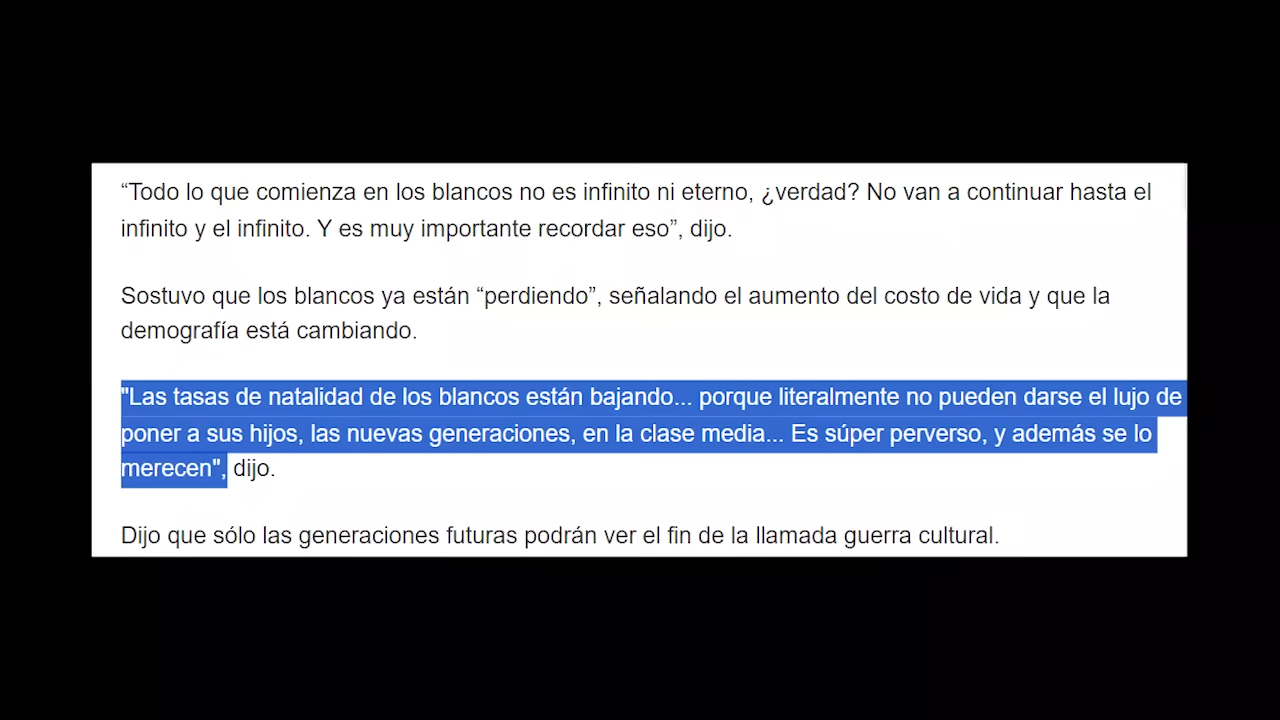 “Todo lo que comienza en los blancos no es infinito ni eterno, ¿verdad? No van a continuar hasta el
infinito y el infinito. Y es muy importante recordar eso”, dijo.
Sostuvo que los blancos ya están “perdiendo”, señalando el aumento del costo de vida y que la
demografía está cambiando.
"Las tasas de natalidad de los blancos están bajando... porque literalmente no pueden darse el lujo de
poner a sus hijos, las nuevas generaciones, en la clase media... Es súper perverso, y además se lo
merecen", dijo.
Dijo que sólo las generaciones futuras podrán ver el fin de la llamada guerra cultural.